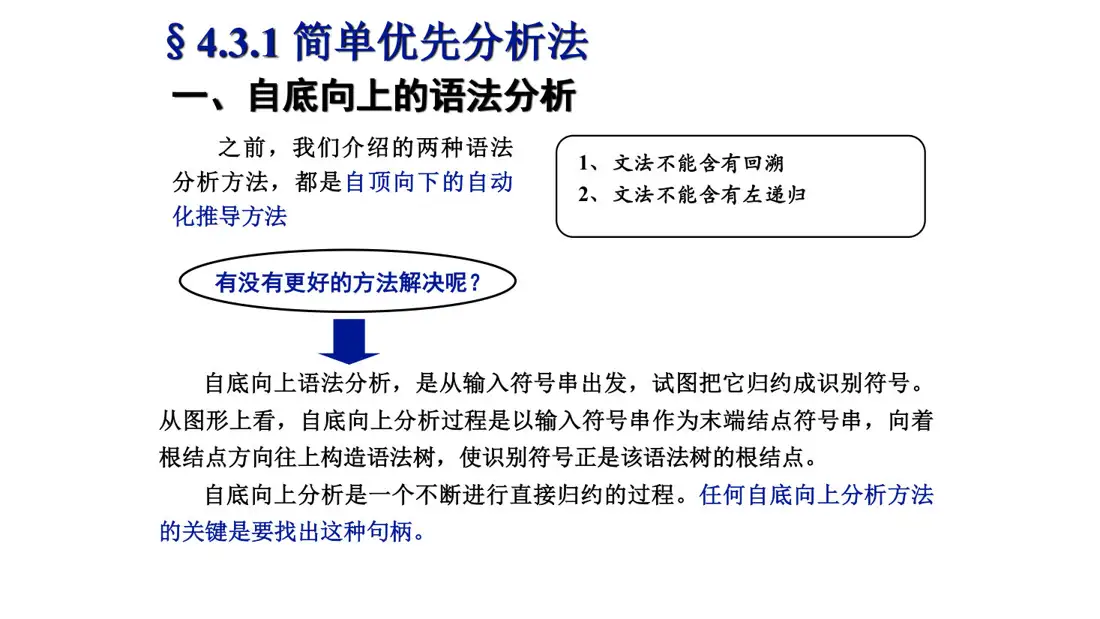 §4.3.1 简单优先分析法
一、自底向上的语法分析
之前，我们介绍的两种语法
分析方法，都是自顶向下的自动
化推导方法
1、文法不能含有回溯
2、文法不能含有左递归
有没有更好的方法解决呢？
自底向上语法分析，是从输入符号串出发，试图把它归约成识别符号。
从图形上看，自底向上分析过程是以输入符号串作为末端结点符号串，向着
根结点方向往上构造语法树，使识别符号正是该语法树的根结点。
自底向上分析是一个不断进行直接归约的过程。任何自底向上分析方法
的关键是要找出这种句柄。